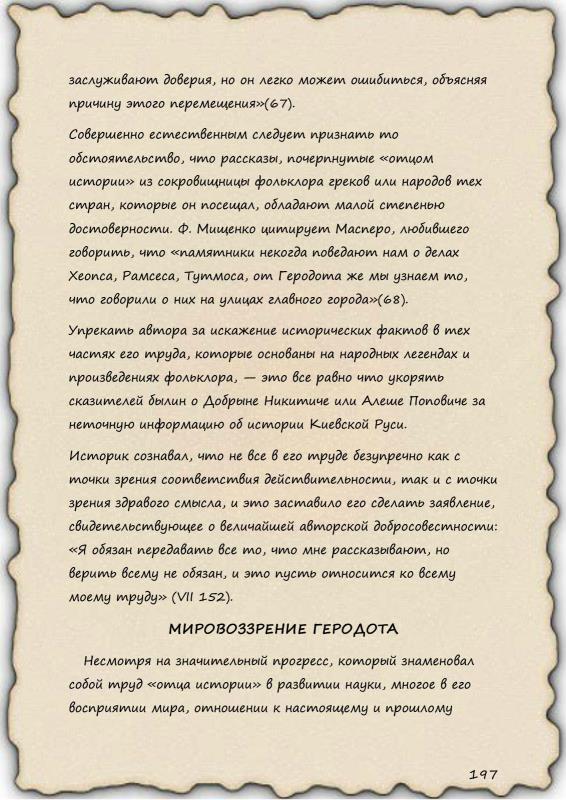 заслуживают доверия, но он легко может ошибиться, объясняя
причину этого перемещения»(67).
Совершенно естественным следует признать то
обстоятельство, что рассказы, почерпнутые «отцом
истории» из сокровищницы фольклора греков или народов тех
стран, которые он посещал, обладают малой степенью
достоверности. Ф. Мищенко цитирует Масперо, любившего
говорить, что «памятники некогда поведают нам о делах
Хеопса, Рамсеса, Тутмоса, от Геродота же мы узнаем то,
что говорили о них на улицах главного города»(68).
Упрекать автора за искажение исторических фактов в тех
частях его труда, которые основаны на народных легендах и
произведениях фольклора, — это все равно что укорять
сказителей былин о Добрыне Никитиче или Алеше Поповиче за
неточную информацию об истории Киевской Руси.
Историк сознавал, что не все в его труде безупречно как с
точки зрения соответствия действительности, так и с точки
зрения здравого смысла, и это заставило его сделать заявление,
свидетельствующее о величайшей авторской добросовестности:
«Я обязан передавать все то, что мне рассказывают, но
верить всему не обязан, и это пусть относится ко всему
моему труду» (VII 152).
МИРОВОЗЗРЕНИЕ ГЕРОДОТА
Несмотря на значительный прогресс, который знаменовал
собой труд «отца истории» в развитии науки, многое в его
восприятии мира, отношении к настоящему и прошлому
197